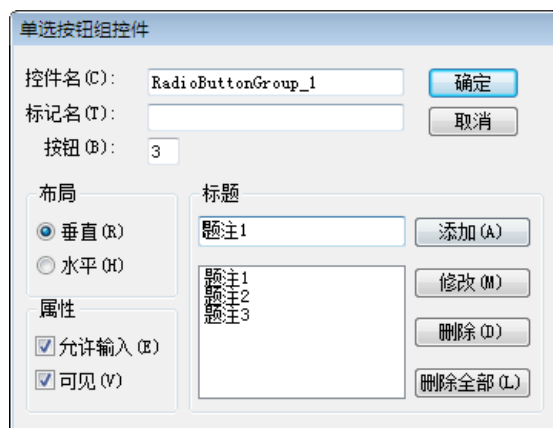 单选按钮组控件
控件名(C): RadioButtonGroup_1 确定
标记名(T): 取消
按钮(B): 3
布局
垂直(R)
水平(H)
属性
允许输入(E)
可见(V)
标题
题注1 添加(A)
题注1
题注2
题注3
修改(M)
删除(D)
删除全部(L)